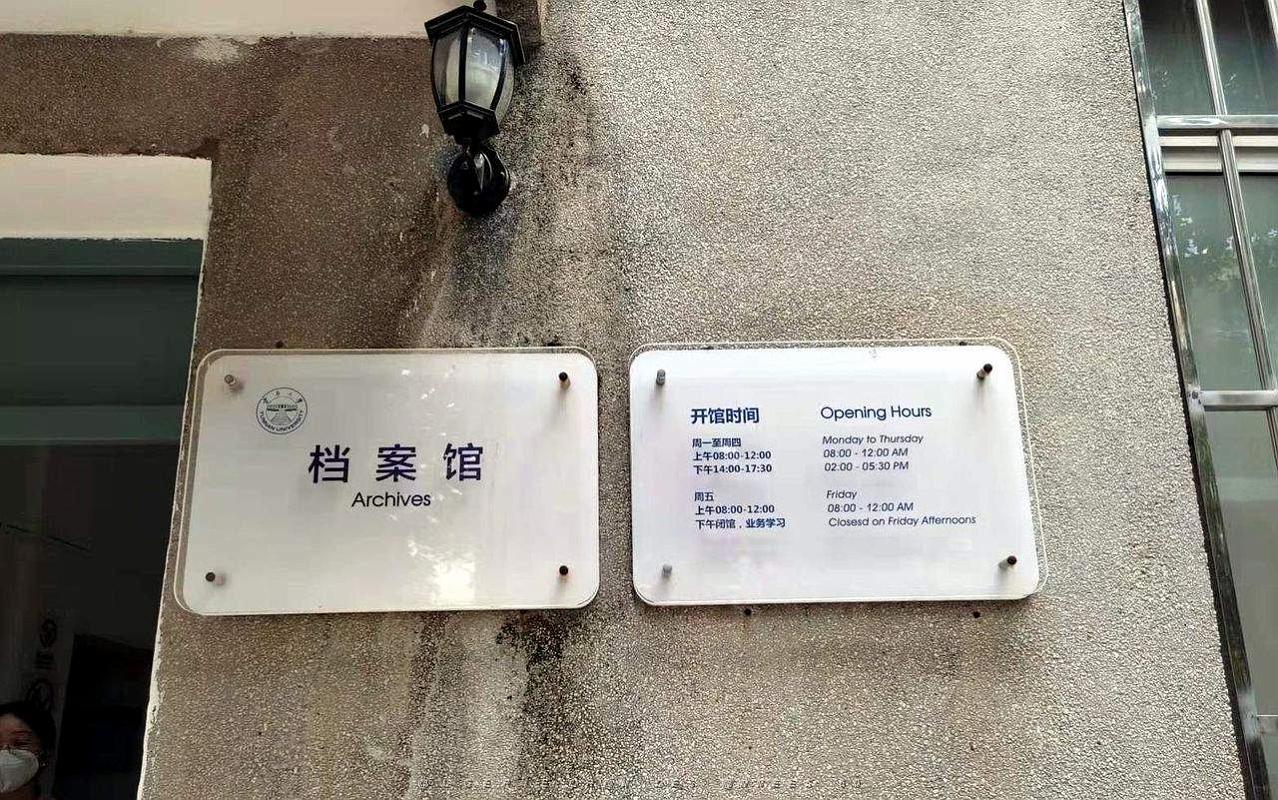 YUNNAN UNIVERSITY
档案馆
Archives
开馆时间
周一至周四
上午08:00-12:00
下午14:00-17:30
周五
上午08:00-12:00
下午闭馆，业务学习
Opening Hours
Monday to Thursday
08:00 - 12:00 AM
02:00 - 05:30 PM
Friday
08:00 - 12:00 AM
Closesd on Friday Afternoons